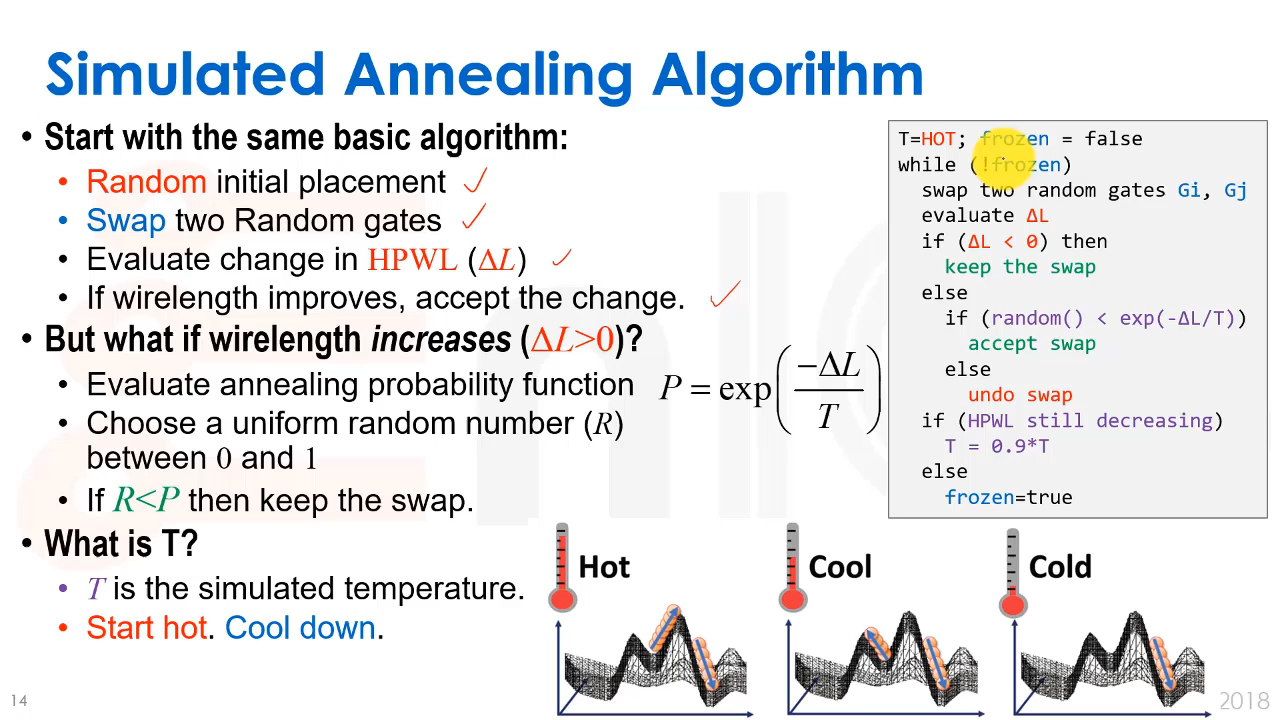 Simulated Annealing Algorithm
• Start with the same basic algorithm:
• Random initial placement ✓
• Swap two Random gates ✓
• Evaluate change in HPWL (ΔL) ✓
• If wirelength improves, accept the change. ✓
• But what if wirelength increases (ΔL>0)?
• Evaluate annealing probability function P = exp(−ΔL/T)
• Choose a uniform random number (R)
between 0 and 1
• If R<P then keep the swap.
• What is T?
• T is the simulated temperature.
• Start hot. Cool down.
T=HOT; frozen = false
while (!frozen)
swap two random gates Gi, Gj
evaluate ΔL
if (ΔL < 0) then
keep the swap
else
if (random() < exp(-ΔL/T))
accept swap
else
undo swap
if (HPWL still decreasing)
T = 0.9*T
else
frozen=true
Hot
Cool
Cold
14
2018